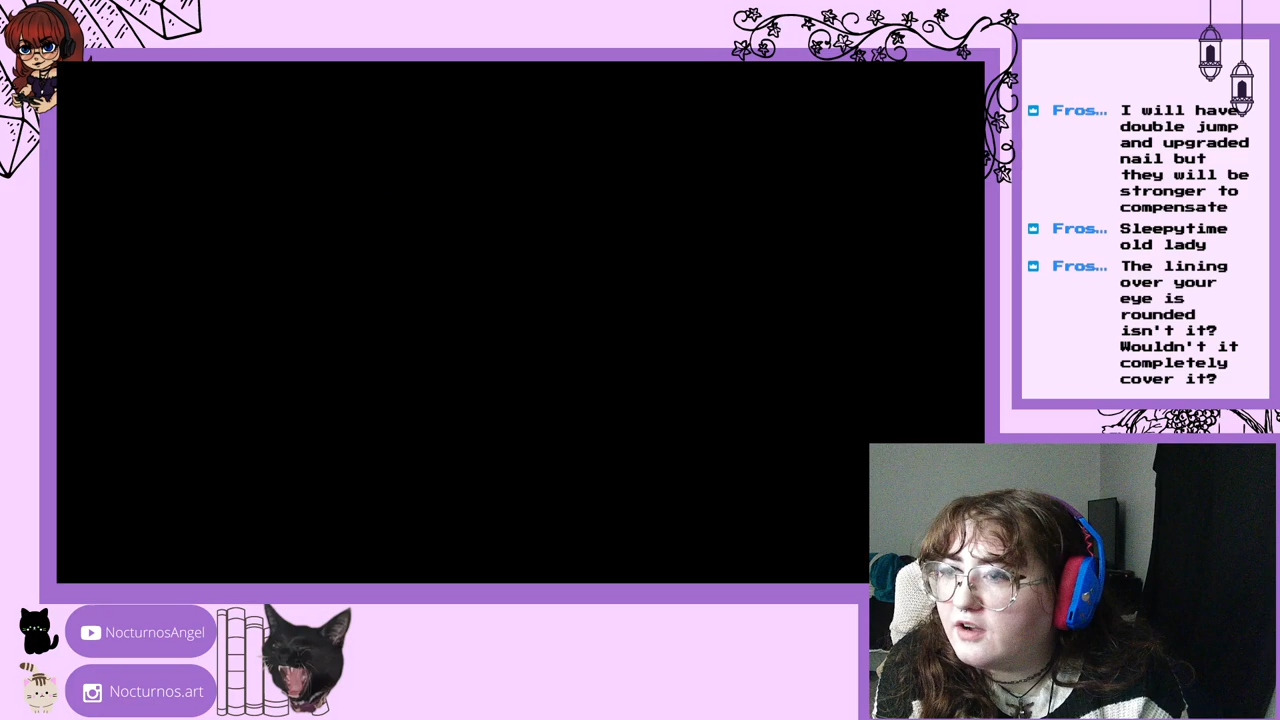 Fros... I will have
double jump
and upgraded
nail but
they will be
stronger to
compensate
Fros... Sleepytime
old lady
Fros... The lining
over your
eye is
rounded
isn't it?
Wouldn't it
completely
cover it?
NocturnosAngel
Nocturnos.art